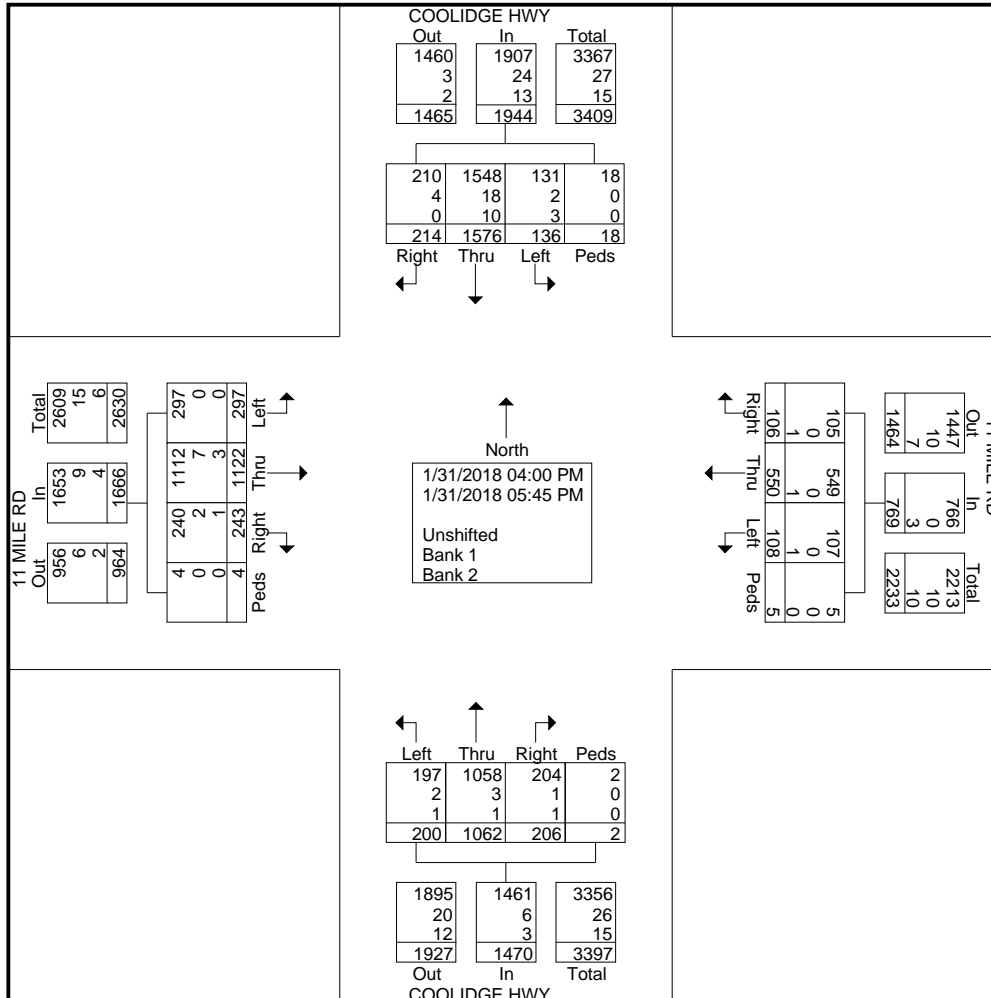 COOLIDGE HWY
Out In Total
1460 1907 3367
3 24 27
2 13 15
1465 1944 3409
210 1548 131 18
4 18 2 0
0 10 3 0
214 1576 136 18
Right Thru Left Peds
11 MILE RD
Out In Total
956 1653 2609
6 9 15
2 4 6
964 1666 2630
297 1112 240 4
0 7 2 0
0 3 1 0
297 1122 243 4
Left Thru Right Peds
North
1/31/2018 04:00 PM
1/31/2018 05:45 PM
Unshifted
Bank 1
Bank 2
Right Thru Left Peds
105 549 107 5
0 0 0 0
1 1 1 0
106 550 108 5
MILE RD
Out In Total
1447 766 2213
10 0 10
7 3 10
1464 769 2233
Left Thru Right Peds
197 1058 204 2
2 3 1 0
1 1 1 0
200 1062 206 2
1895 1461 3356
20 6 26
12 3 15
1927 1470 3397
Out In Total
COOLIDGE HWY